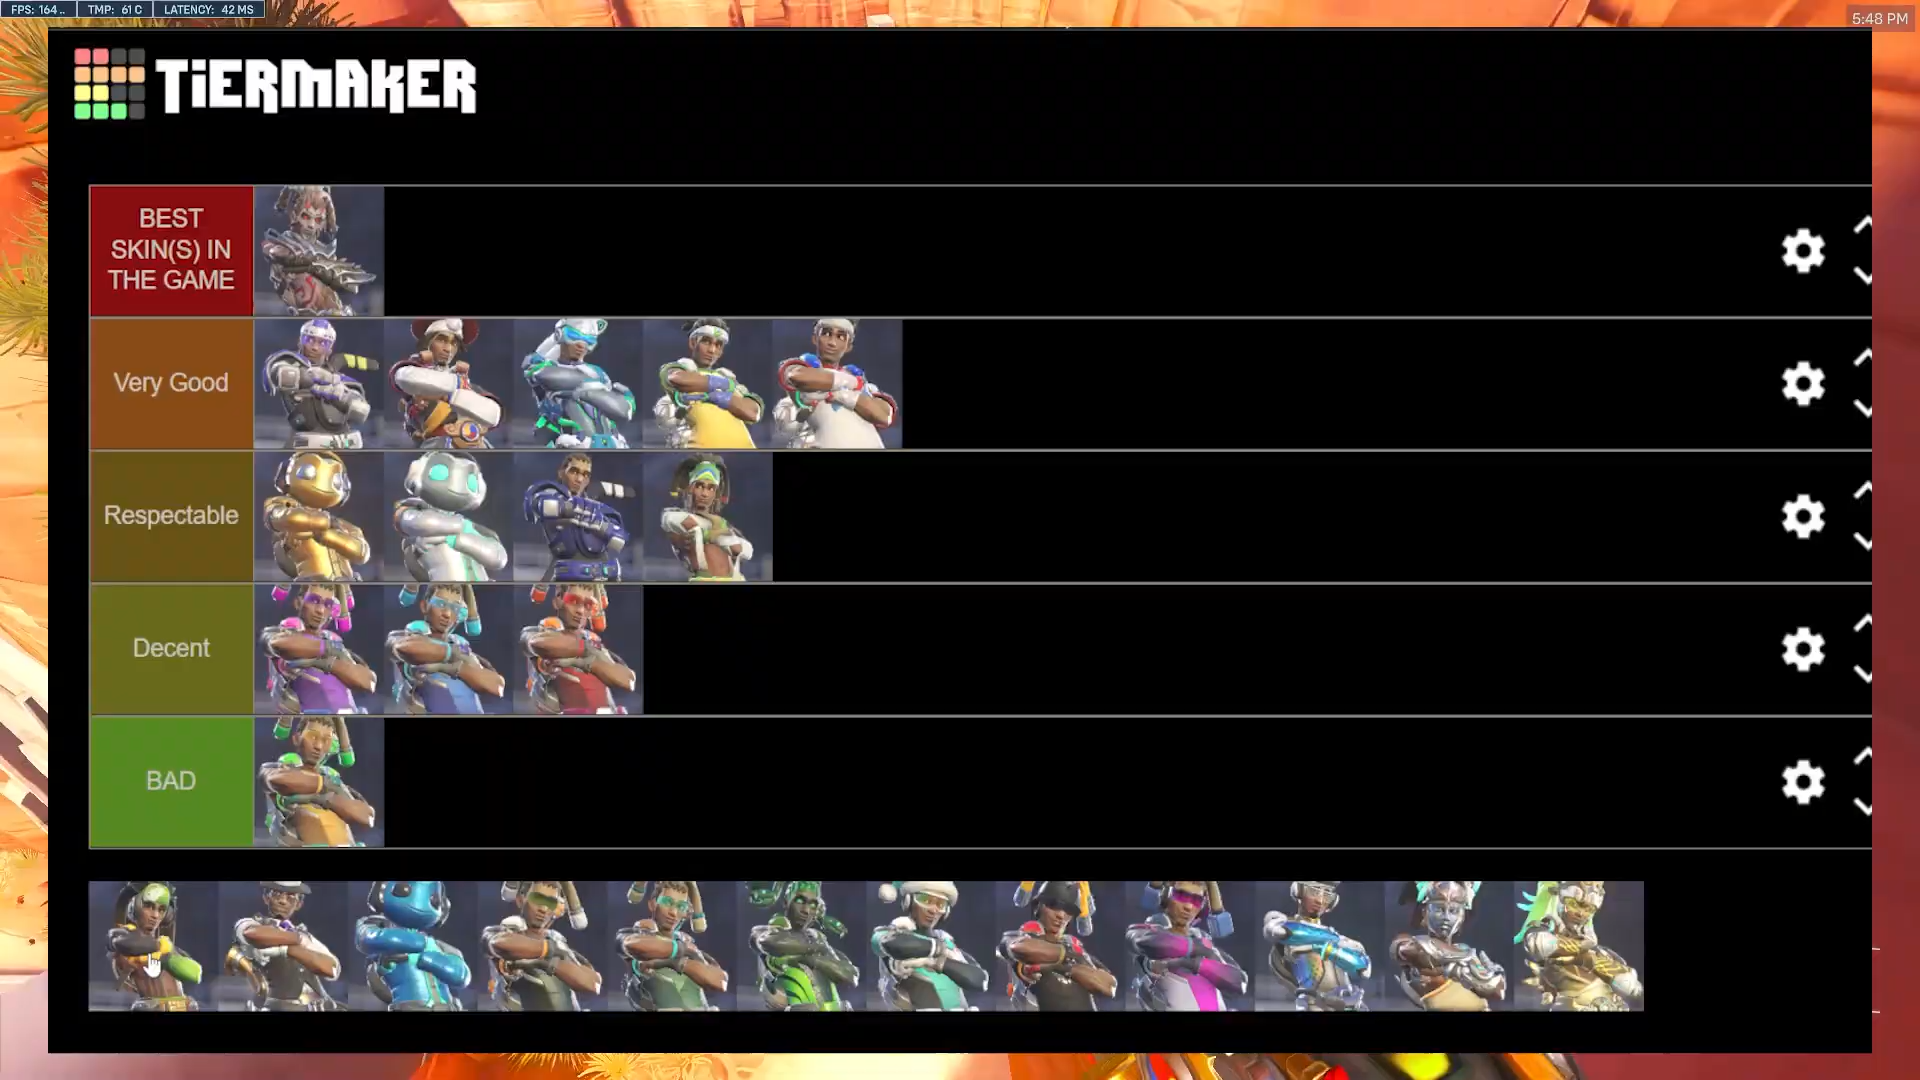 FPS: 164.. TMP: 61 C LATENCY: 42 MS
5:48 PM
TiERMAKER
BEST
SKIN(S) IN
THE GAME
Very Good
Respectable
Decent
BAD